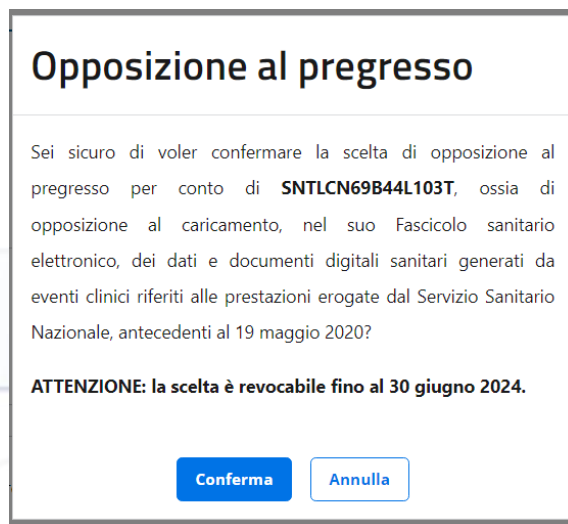 Opposizione al pregresso
Sei sicuro di voler confermare la scelta di opposizione al
pregresso per conto di SNTLCN69B44L103T, ossia di
opposizione al caricamento, nel suo Fascicolo sanitario
elettronico, dei dati e documenti digitali sanitari generati da
eventi clinici riferiti alle prestazioni erogate dal Servizio Sanitario
Nazionale, antecedenti al 19 maggio 2020?
ATTENZIONE: la scelta è revocabile fino al 30 giugno 2024.
Conferma
Annulla